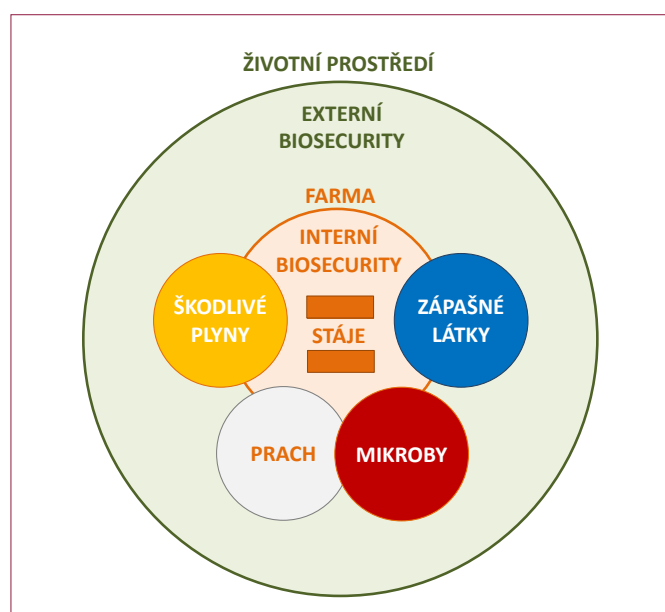 ŽIVOTNÍ PROSTŘEDÍ
EXTERNÍ
BIOSECURITY
FARMA
INTERNÍ
BIOSECURITY
ŠKODLIVÉ
PLYNY
STÁJE
ZÁPAŠNÉ
LÁTKY
PRACH
MIKROBY